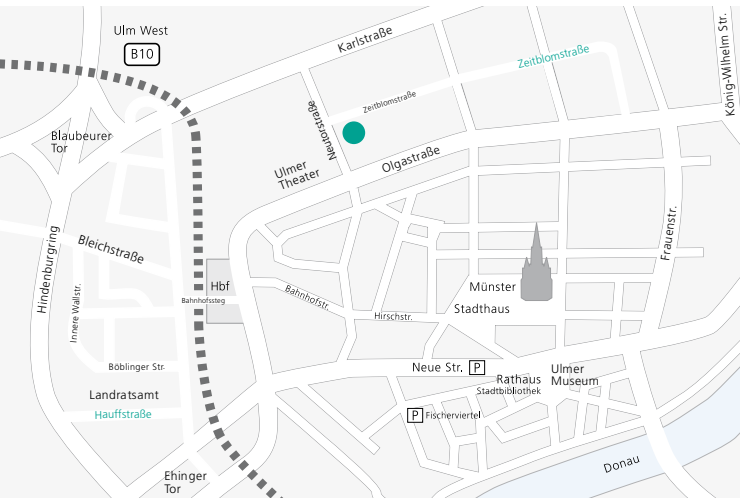 Ulm West
B10
Karlstraße
König-Wilhelm Str.
Zeitblomstraße
Zeitblomstraße
Neutorstraße
Blaubeurer
Tor
Olgastraße
Ulmer
Theater
Frauenstr.
Bleichstraße
Hindenburgring
Innere Wallstr.
Hbf
Bahnhofssteg
Bahnhofstr.
Münster
Stadthaus
Hirschstr.
Böblinger Str.
Neue Str. P
Ulmer
Museum
Rathaus
Stadtbibliothek
Landratsamt
Hauffstraße
P Fischerviertel
Donau
Ehinger
Tor